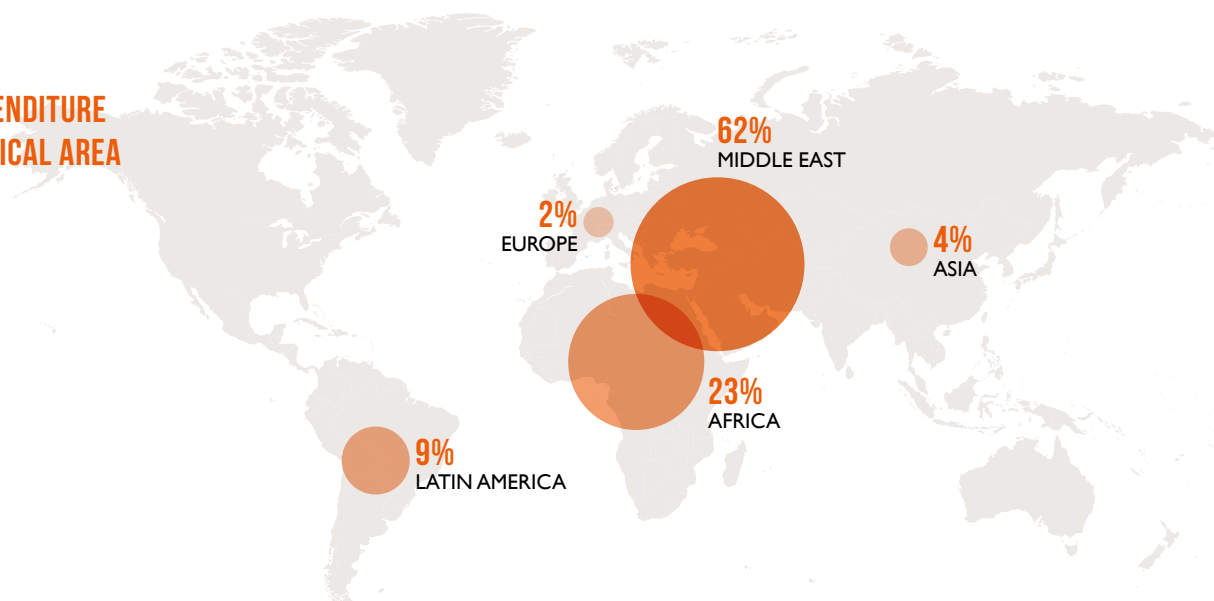 ENDITURE
ICAL AREA
62%
MIDDLE EAST
2%
EUROPE
4%
ASIA
23%
AFRICA
9%
LATIN AMERICA